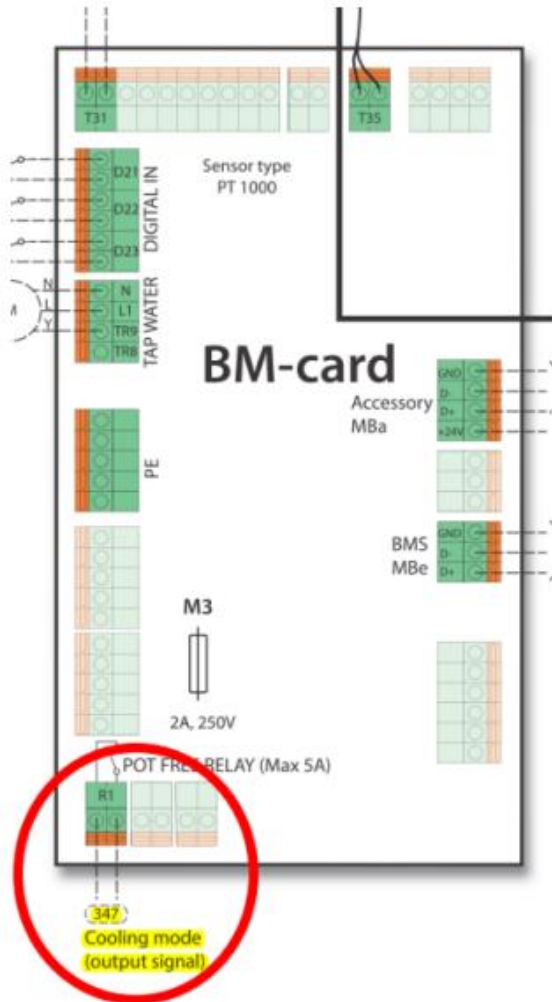 T31
T35
Sensor type
PT 1000
D21
D22
D23
DIGITAL IN
N
L
Y
N
L1
TR9
TR8
TAP WATER
BM-card
GND
D-
D+
+24V
Accessory
MBa
PE
GND
D-
D+
BMS
MBe
M3
2A, 250V
POT FREE RELAY (Max 5A)
R1
347
Cooling mode
(output signal)